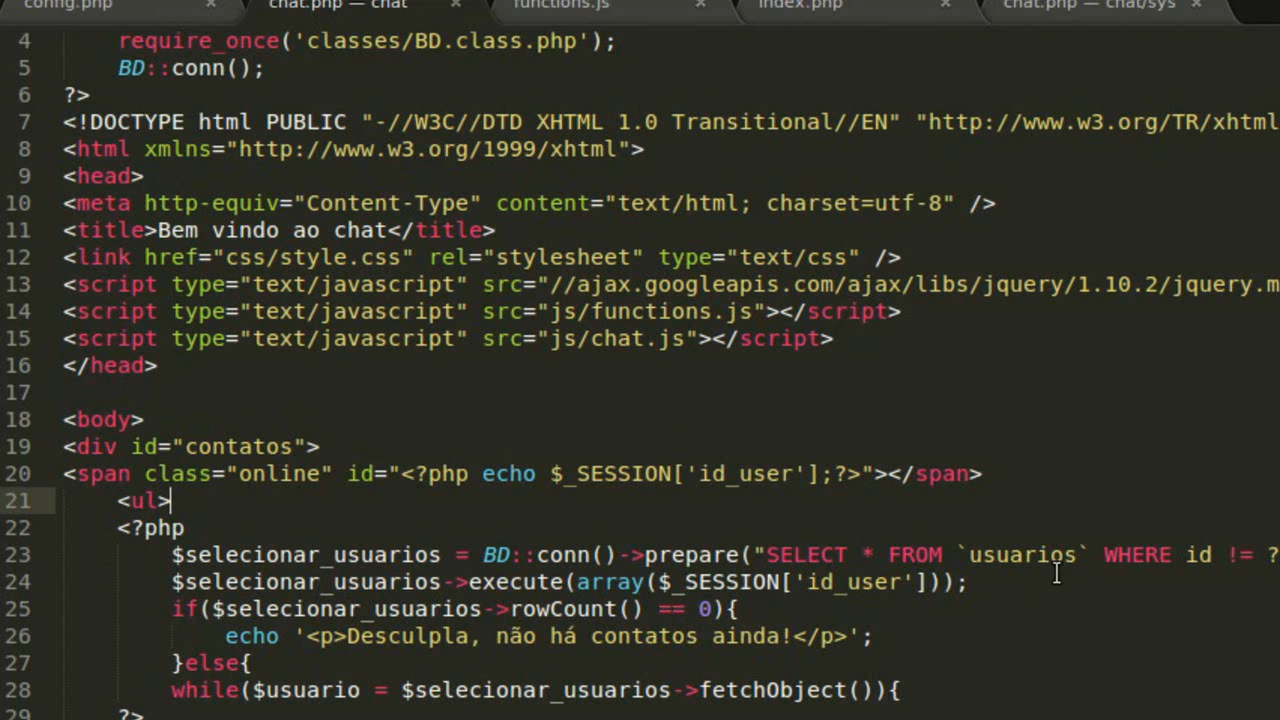 config.php × chat.php — chat × functions.js × index.php × chat.php — chat/sys ×
4 require_once('classes/BD.class.php');
5 BD::conn();
6 ?>
7 <!DOCTYPE html PUBLIC "-//W3C//DTD XHTML 1.0 Transitional//EN" "http://www.w3.org/TR/xhtml
8 <html xmlns="http://www.w3.org/1999/xhtml">
9 <head>
10 <meta http-equiv="Content-Type" content="text/html; charset=utf-8" />
11 <title>Bem vindo ao chat</title>
12 <link href="css/style.css" rel="stylesheet" type="text/css" />
13 <script type="text/javascript" src="//ajax.googleapis.com/ajax/libs/jquery/1.10.2/jquery.m
14 <script type="text/javascript" src="js/functions.js"></script>
15 <script type="text/javascript" src="js/chat.js"></script>
16 </head>
17
18 <body>
19 <div id="contatos">
20 <span class="online" id="<?php echo $_SESSION['id_user'];?>"></span>
21 <ul>
22 <?php
23 $selecionar_usuarios = BD::conn()->prepare("SELECT * FROM `usuarios` WHERE id != ?
24 $selecionar_usuarios->execute(array($_SESSION['id_user']));
25 if($selecionar_usuarios->rowCount() == 0){
26 echo '<p>Desculpla, não há contatos ainda!</p>';
27 }else{
28 while($usuario = $selecionar_usuarios->fetchObject()){
29 ?>